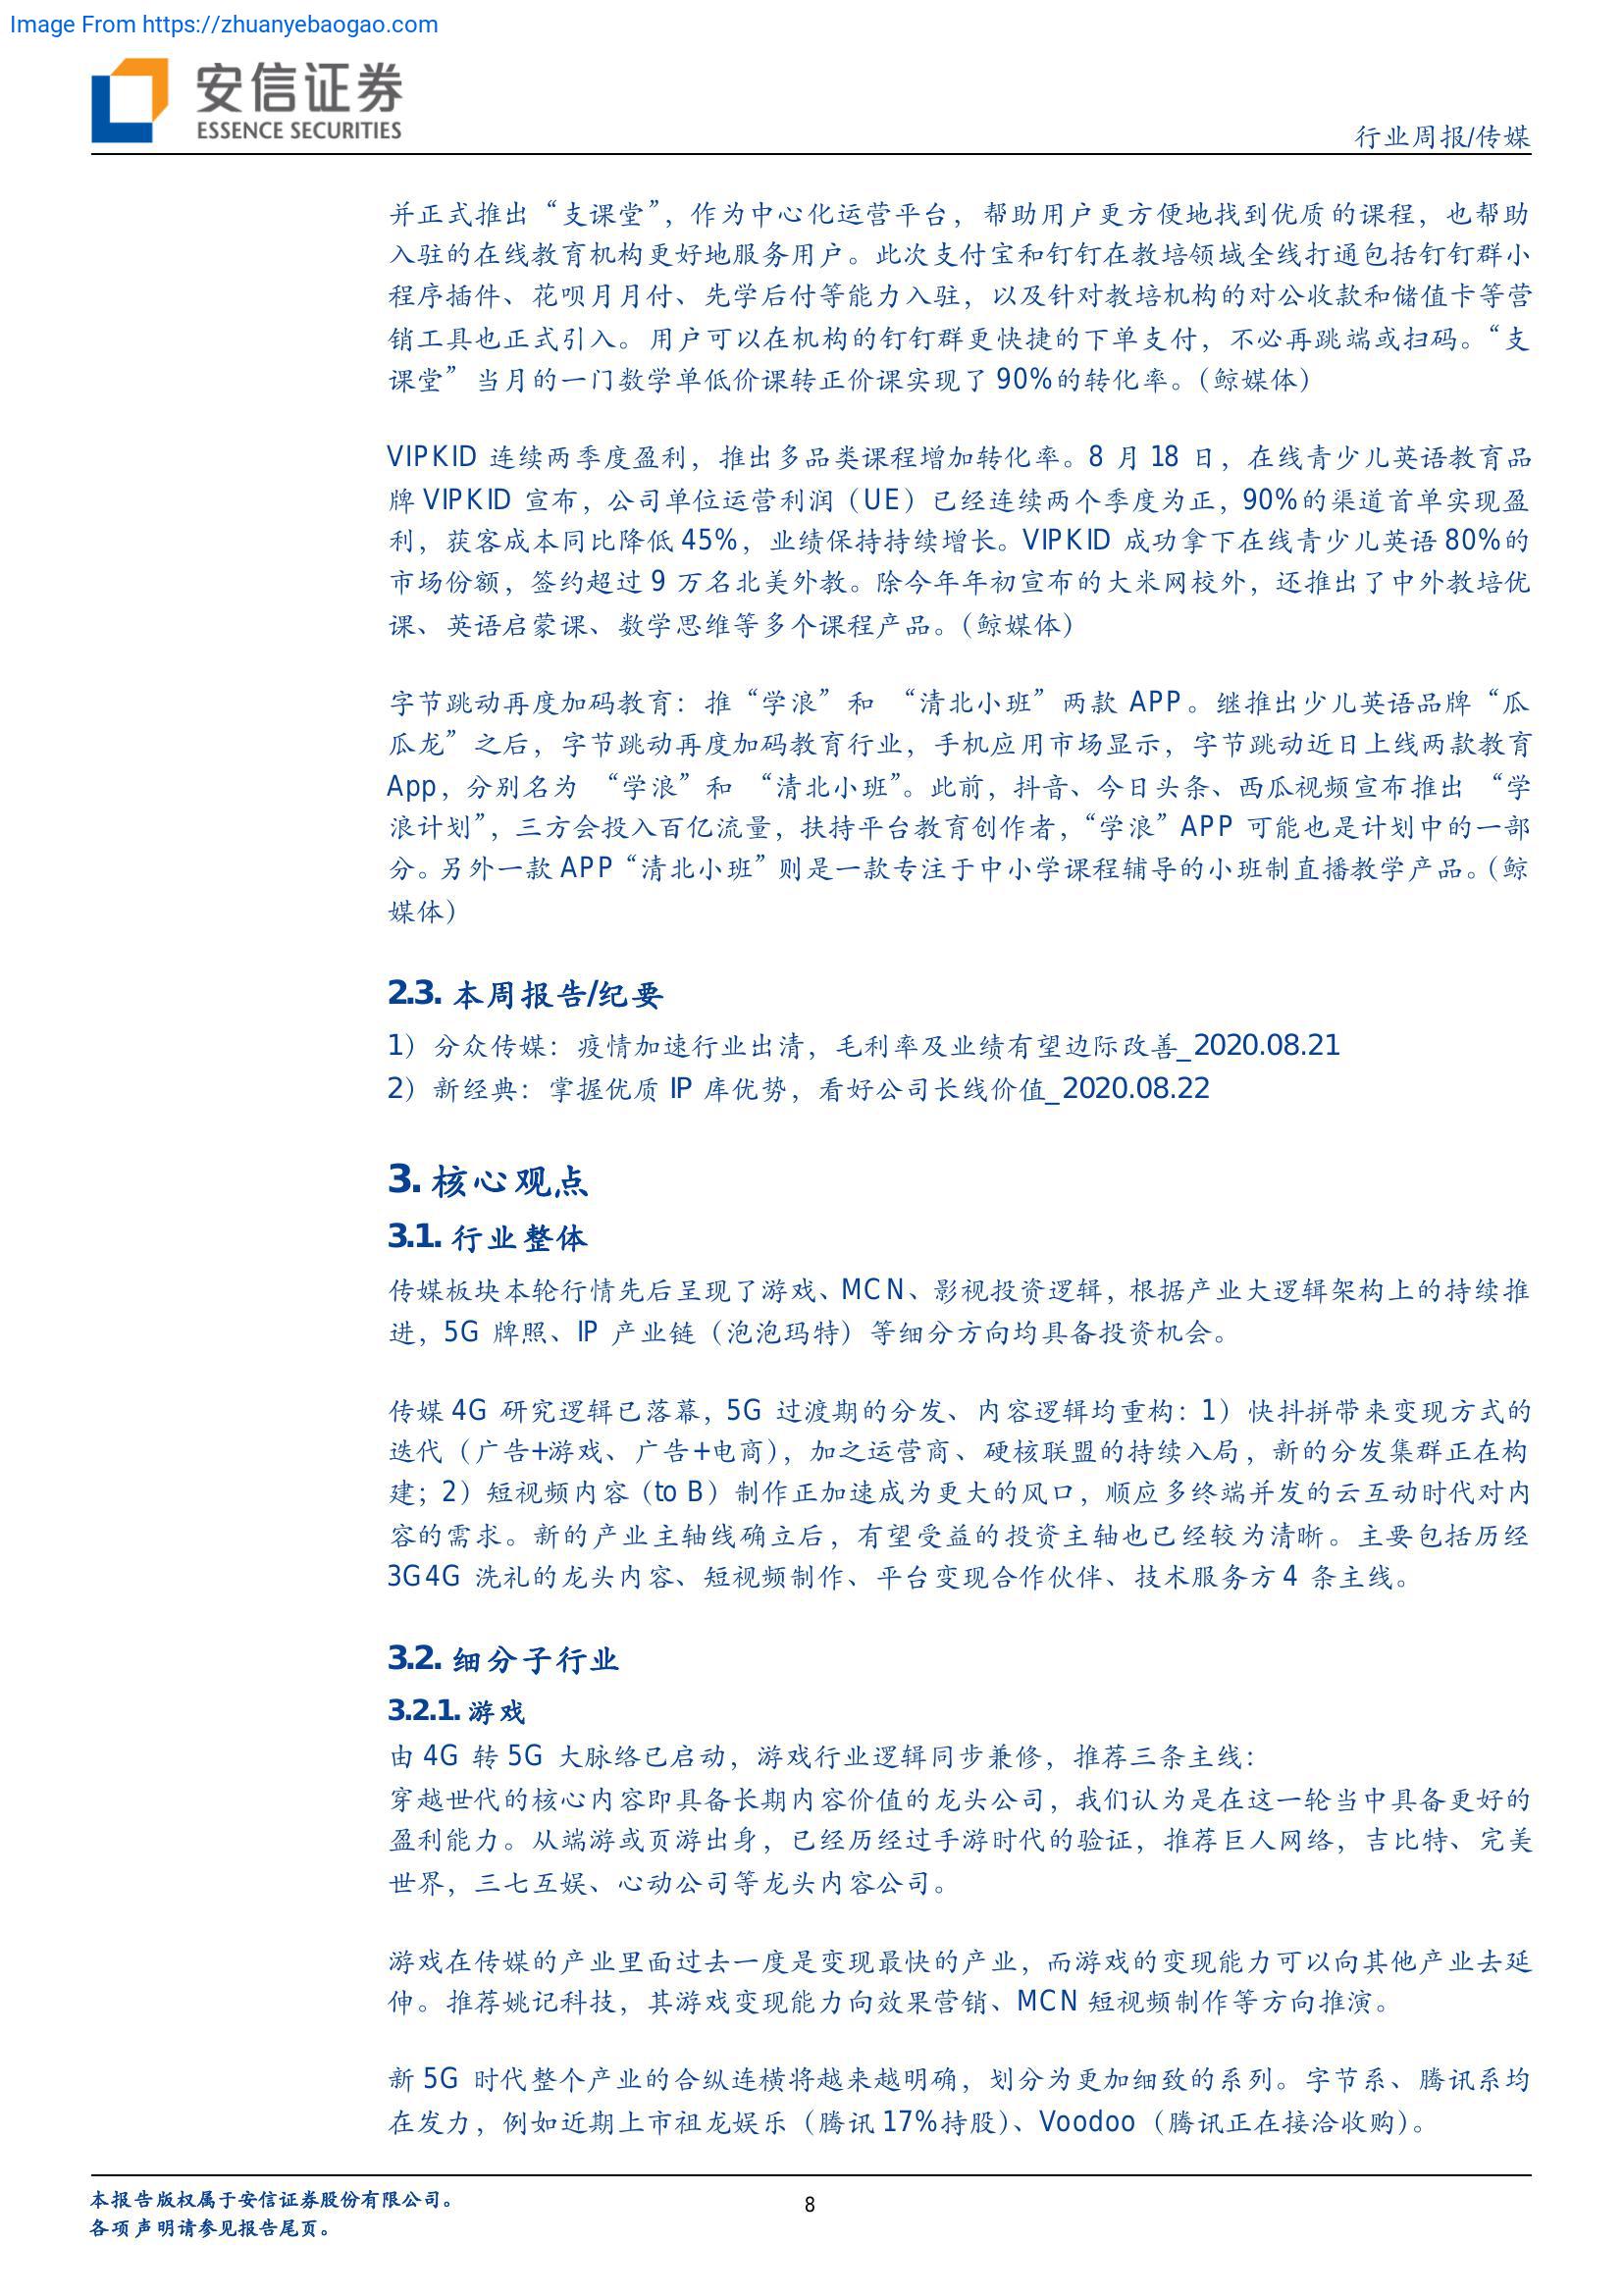 Image From https://zhuanyebaogao.com
安信证券
ESSENCE SECURITIES
行业周报/传媒
并正式推出“支课堂”，作为中心化运营平台，帮助用户更方便地找到优质的课程，也帮助
入驻的在线教育机构更好地服务用户。此次支付宝和钉钉在教培领域全线打通包括钉钉群小
程序插件、花呗月月付、先学后付等能力入驻，以及针对教培机构的对公收款和储值卡等营
销工具也正式引入。用户可以在机构的钉钉群更快捷的下单支付，不必再跳端或扫码。“支
课堂”当月的一门数学单低价课转正价课实现了 90%的转化率。（鲸媒体）
VIPKID 连续两季度盈利，推出多品类课程增加转化率。8 月 18 日，在线青少儿英语教育品
牌 VIPKID 宣布，公司单位运营利润（UE）已经连续两个季度为正，90%的渠道首单实现盈
利，获客成本同比降低 45%，业绩保持持续增长。VIPKID 成功拿下在线青少儿英语 80%的
市场份额，签约超过 9 万名北美外教。除今年年初宣布的大米网校外，还推出了中外教培优
课、英语启蒙课、数学思维等多个课程产品。（鲸媒体）
字节跳动再度加码教育：推“学浪”和 “清北小班”两款 APP。继推出少儿英语品牌“瓜
瓜龙”之后，字节跳动再度加码教育行业，手机应用市场显示，字节跳动近日上线两款教育
App，分别名为 “学浪”和 “清北小班”。此前，抖音、今日头条、西瓜视频宣布推出 “学
浪计划”，三方会投入百亿流量，扶持平台教育创作者，“学浪”APP 可能也是计划中的一部
分。另外一款 APP“清北小班”则是一款专注于中小学课程辅导的小班制直播教学产品。（鲸
媒体）
2.3. 本周报告/纪要
1）分众传媒：疫情加速行业出清，毛利率及业绩有望边际改善_2020.08.21
2）新经典：掌握优质 IP 库优势，看好公司长线价值_2020.08.22
3. 核心观点
3.1. 行业整体
传媒板块本轮行情先后呈现了游戏、MCN、影视投资逻辑，根据产业大逻辑架构上的持续推
进，5G 牌照、IP 产业链（泡泡玛特）等细分方向均具备投资机会。
传媒 4G 研究逻辑已落幕，5G 过渡期的分发、内容逻辑均重构：1）快抖拼带来变现方式的
迭代（广告+游戏、广告+电商），加之运营商、硬核联盟的持续入局，新的分发集群正在构
建；2）短视频内容（to B）制作正加速成为更大的风口，顺应多终端并发的云互动时代对内
容的需求。新的产业主轴线确立后，有望受益的投资主轴也已经较为清晰。主要包括历经
3G4G 洗礼的龙头内容、短视频制作、平台变现合作伙伴、技术服务方 4 条主线。
3.2. 细分子行业
3.2.1. 游戏
由 4G 转 5G 大脉络已启动，游戏行业逻辑同步兼修，推荐三条主线：
穿越世代的核心内容即具备长期内容价值的龙头公司，我们认为是在这一轮当中具备更好的
盈利能力。从端游或页游出身，已经历经过手游时代的验证，推荐巨人网络，吉比特、完美
世界，三七互娱、心动公司等龙头内容公司。
游戏在传媒的产业里面过去一度是变现最快的产业，而游戏的变现能力可以向其他产业去延
伸。推荐姚记科技，其游戏变现能力向效果营销、MCN 短视频制作等方向推演。
新 5G 时代整个产业的合纵连横将越来越明确，划分为更加细致的系列。字节系、腾讯系均
在发力，例如近期上市祖龙娱乐（腾讯 17%持股）、Voodoo（腾讯正在接洽收购）。
本报告版权属于安信证券股份有限公司。
各项声明请参见报告尾页。
8